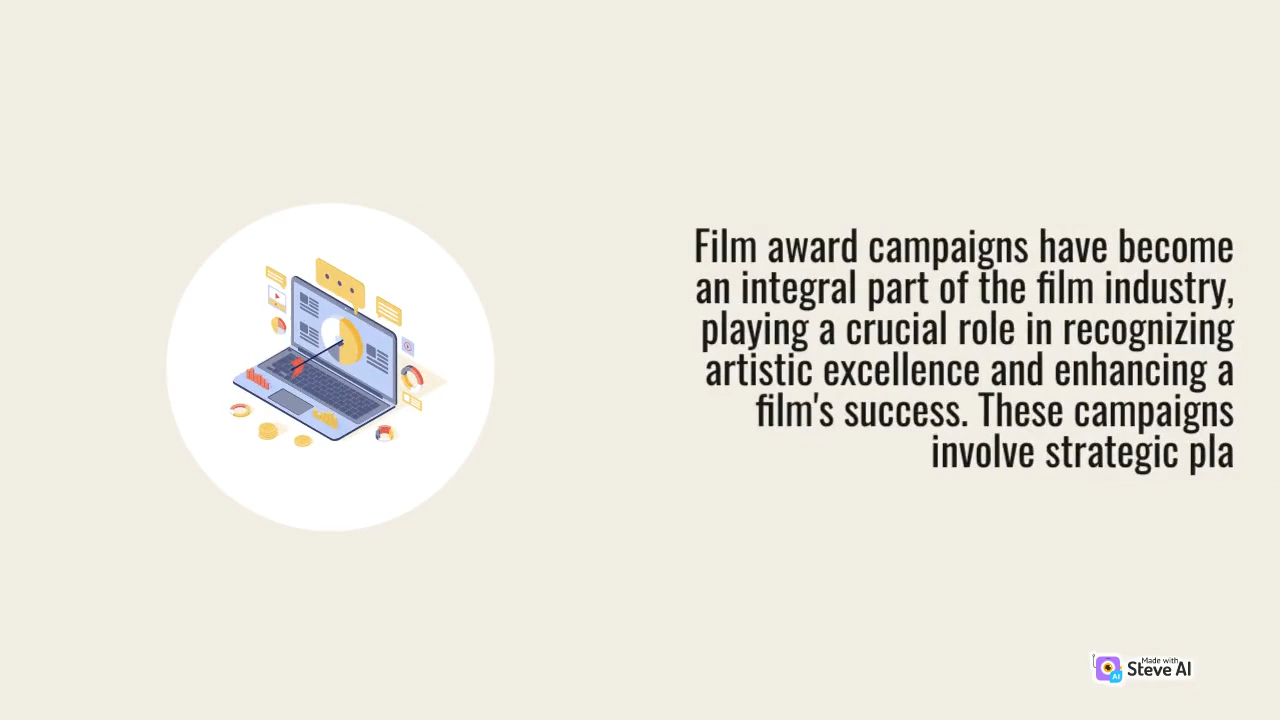 Film award campaigns have become
an integral part of the film industry,
playing a crucial role in recognizing
artistic excellence and enhancing a
film's success. These campaigns
involve strategic pla
Made with
Steve AI
AI